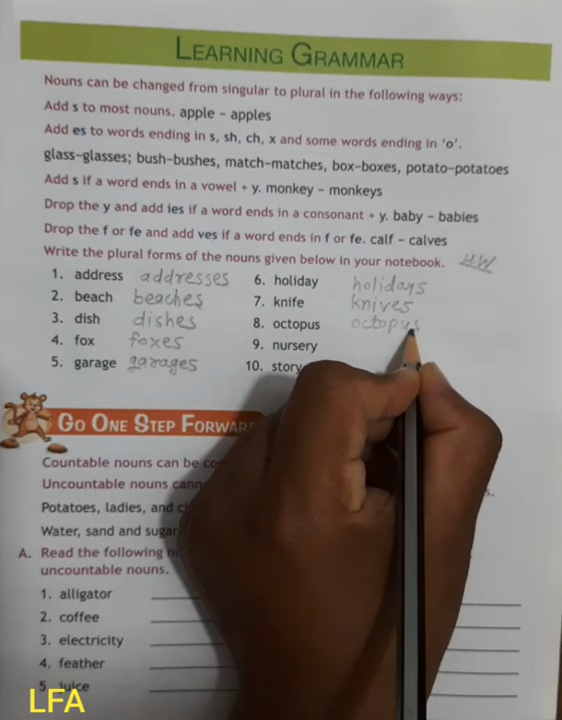 LEARNING GRAMMAR
Nouns can be changed from singular to plural in the following ways:
Add s to most nouns. apple – apples
Add es to words ending in s, sh, ch, x and some words ending in 'o'.
glass–glasses; bush–bushes, match–matches, box–boxes, potato–potatoes
Add s if a word ends in a vowel + y. monkey – monkeys
Drop the y and add ies if a word ends in a consonant + y. baby – babies
Drop the f or fe and add ves if a word ends in f or fe. calf – calves
Write the plural forms of the nouns given below in your notebook. HW
1. address addresses 6. holiday holidays
2. beach beaches 7. knife knives
3. dish dishes 8. octopus octopus
4. fox foxes 9. nursery
5. garage garages 10. story
GO ONE STEP FORWAR
Countable nouns can be
Uncountable nouns
Potatoes, ladies, and
Water, sand and sugar
A. Read the following
uncountable nouns.
1. alligator
2. coffee
3. electricity
4. feather
5. juice
LFA